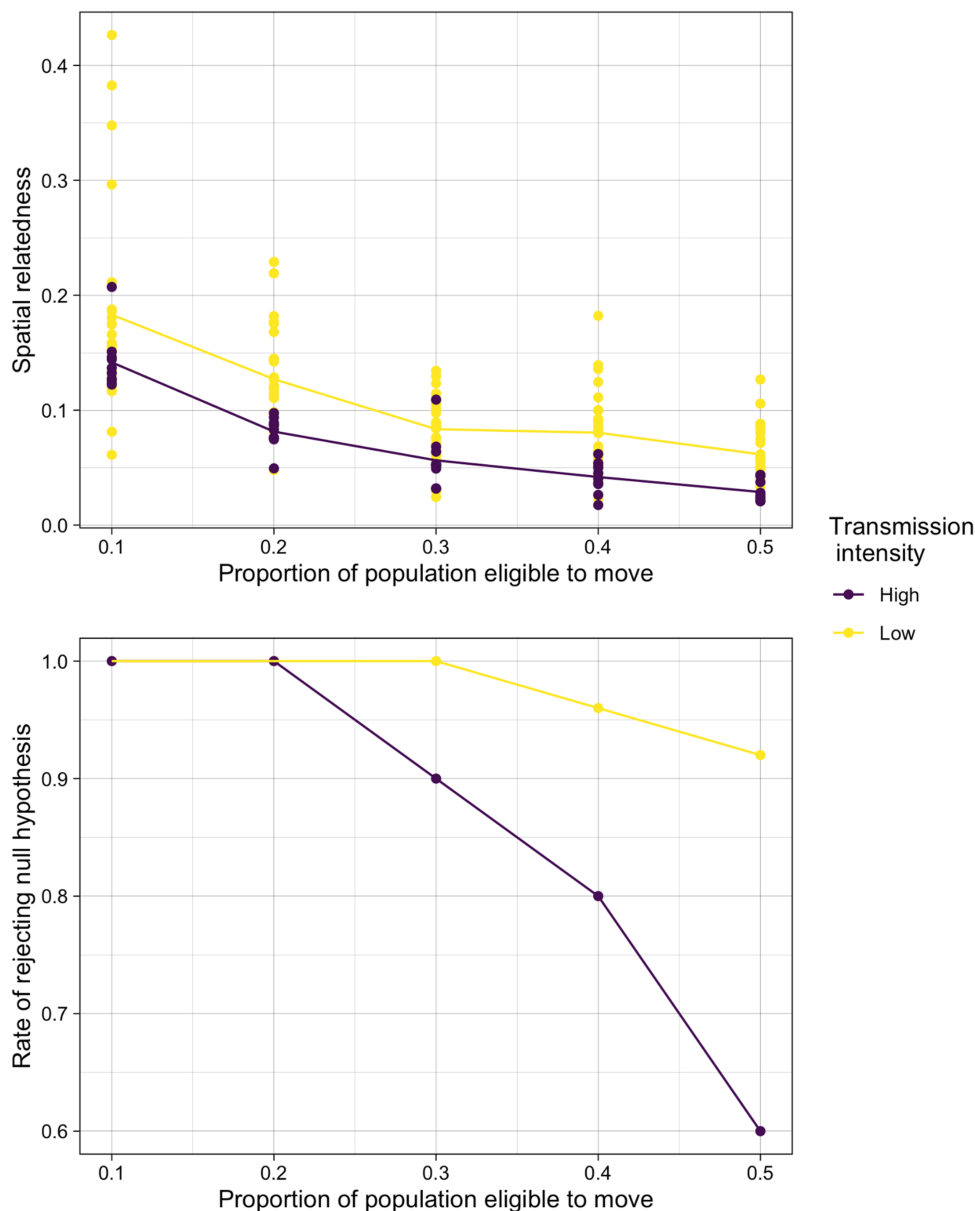 Spatial relatedness
0.4
0.3
0.2
0.1
0.0
0.1 0.2 0.3 0.4 0.5
Proportion of population eligible to move
Transmission
intensity
High
Low
Rate of rejecting null hypothesis
1.0
0.9
0.8
0.7
0.6
0.1 0.2 0.3 0.4 0.5
Proportion of population eligible to move